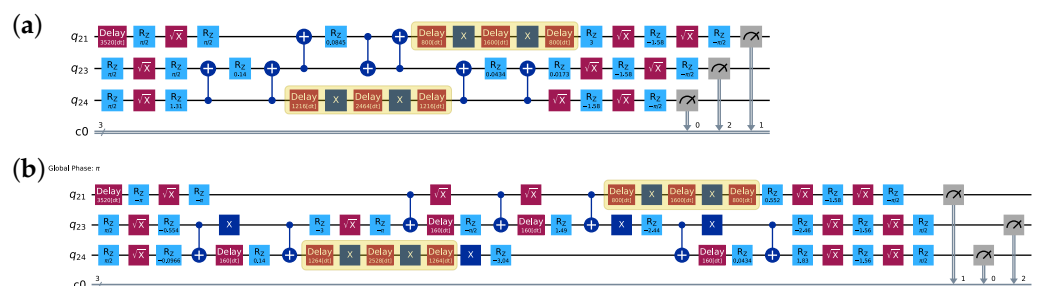 (a)
q21 Delay 3520[dt] RZ π/2 √X RZ π/2 RZ 0.0845 Delay 800[dt] X Delay 1600[dt] X Delay 800[dt] RZ 3 √X RZ −1.58 √X RZ −π/2
q23 RZ π/2 √X RZ π/2 RZ 0.14 RZ 0.0434 RZ 0.0173 √X RZ −1.58 √X RZ −π/2
q24 RZ π/2 √X RZ 1.31 Delay 1216[dt] X Delay 2464[dt] X Delay 1216[dt] √X RZ −1.58 √X RZ −π/2
c0 3 0 2 1
(b) Global Phase: π
q21 Delay 3520[dt] RZ −π √X RZ −π √X √X Delay 800[dt] X Delay 1600[dt] X Delay 800[dt] RZ 0.552 √X RZ −1.58 √X RZ −π/2
q23 RZ π/2 √X RZ −0.554 X RZ −3 √X RZ −π Delay 160[dt] RZ −π/2 Delay 160[dt] RZ 1.49 X RZ −2.44 X RZ −2.46 √X RZ −1.56 √X RZ −π/2
q24 RZ π/2 √X RZ −0.0966 Delay 160[dt] RZ 0.14 Delay 1264[dt] X Delay 2528[dt] X Delay 1264[dt] X RZ −3.04 Delay 160[dt] RZ 0.0434 RZ 1.83 √X RZ −1.56 √X RZ π/2
c0 3 1 0 2